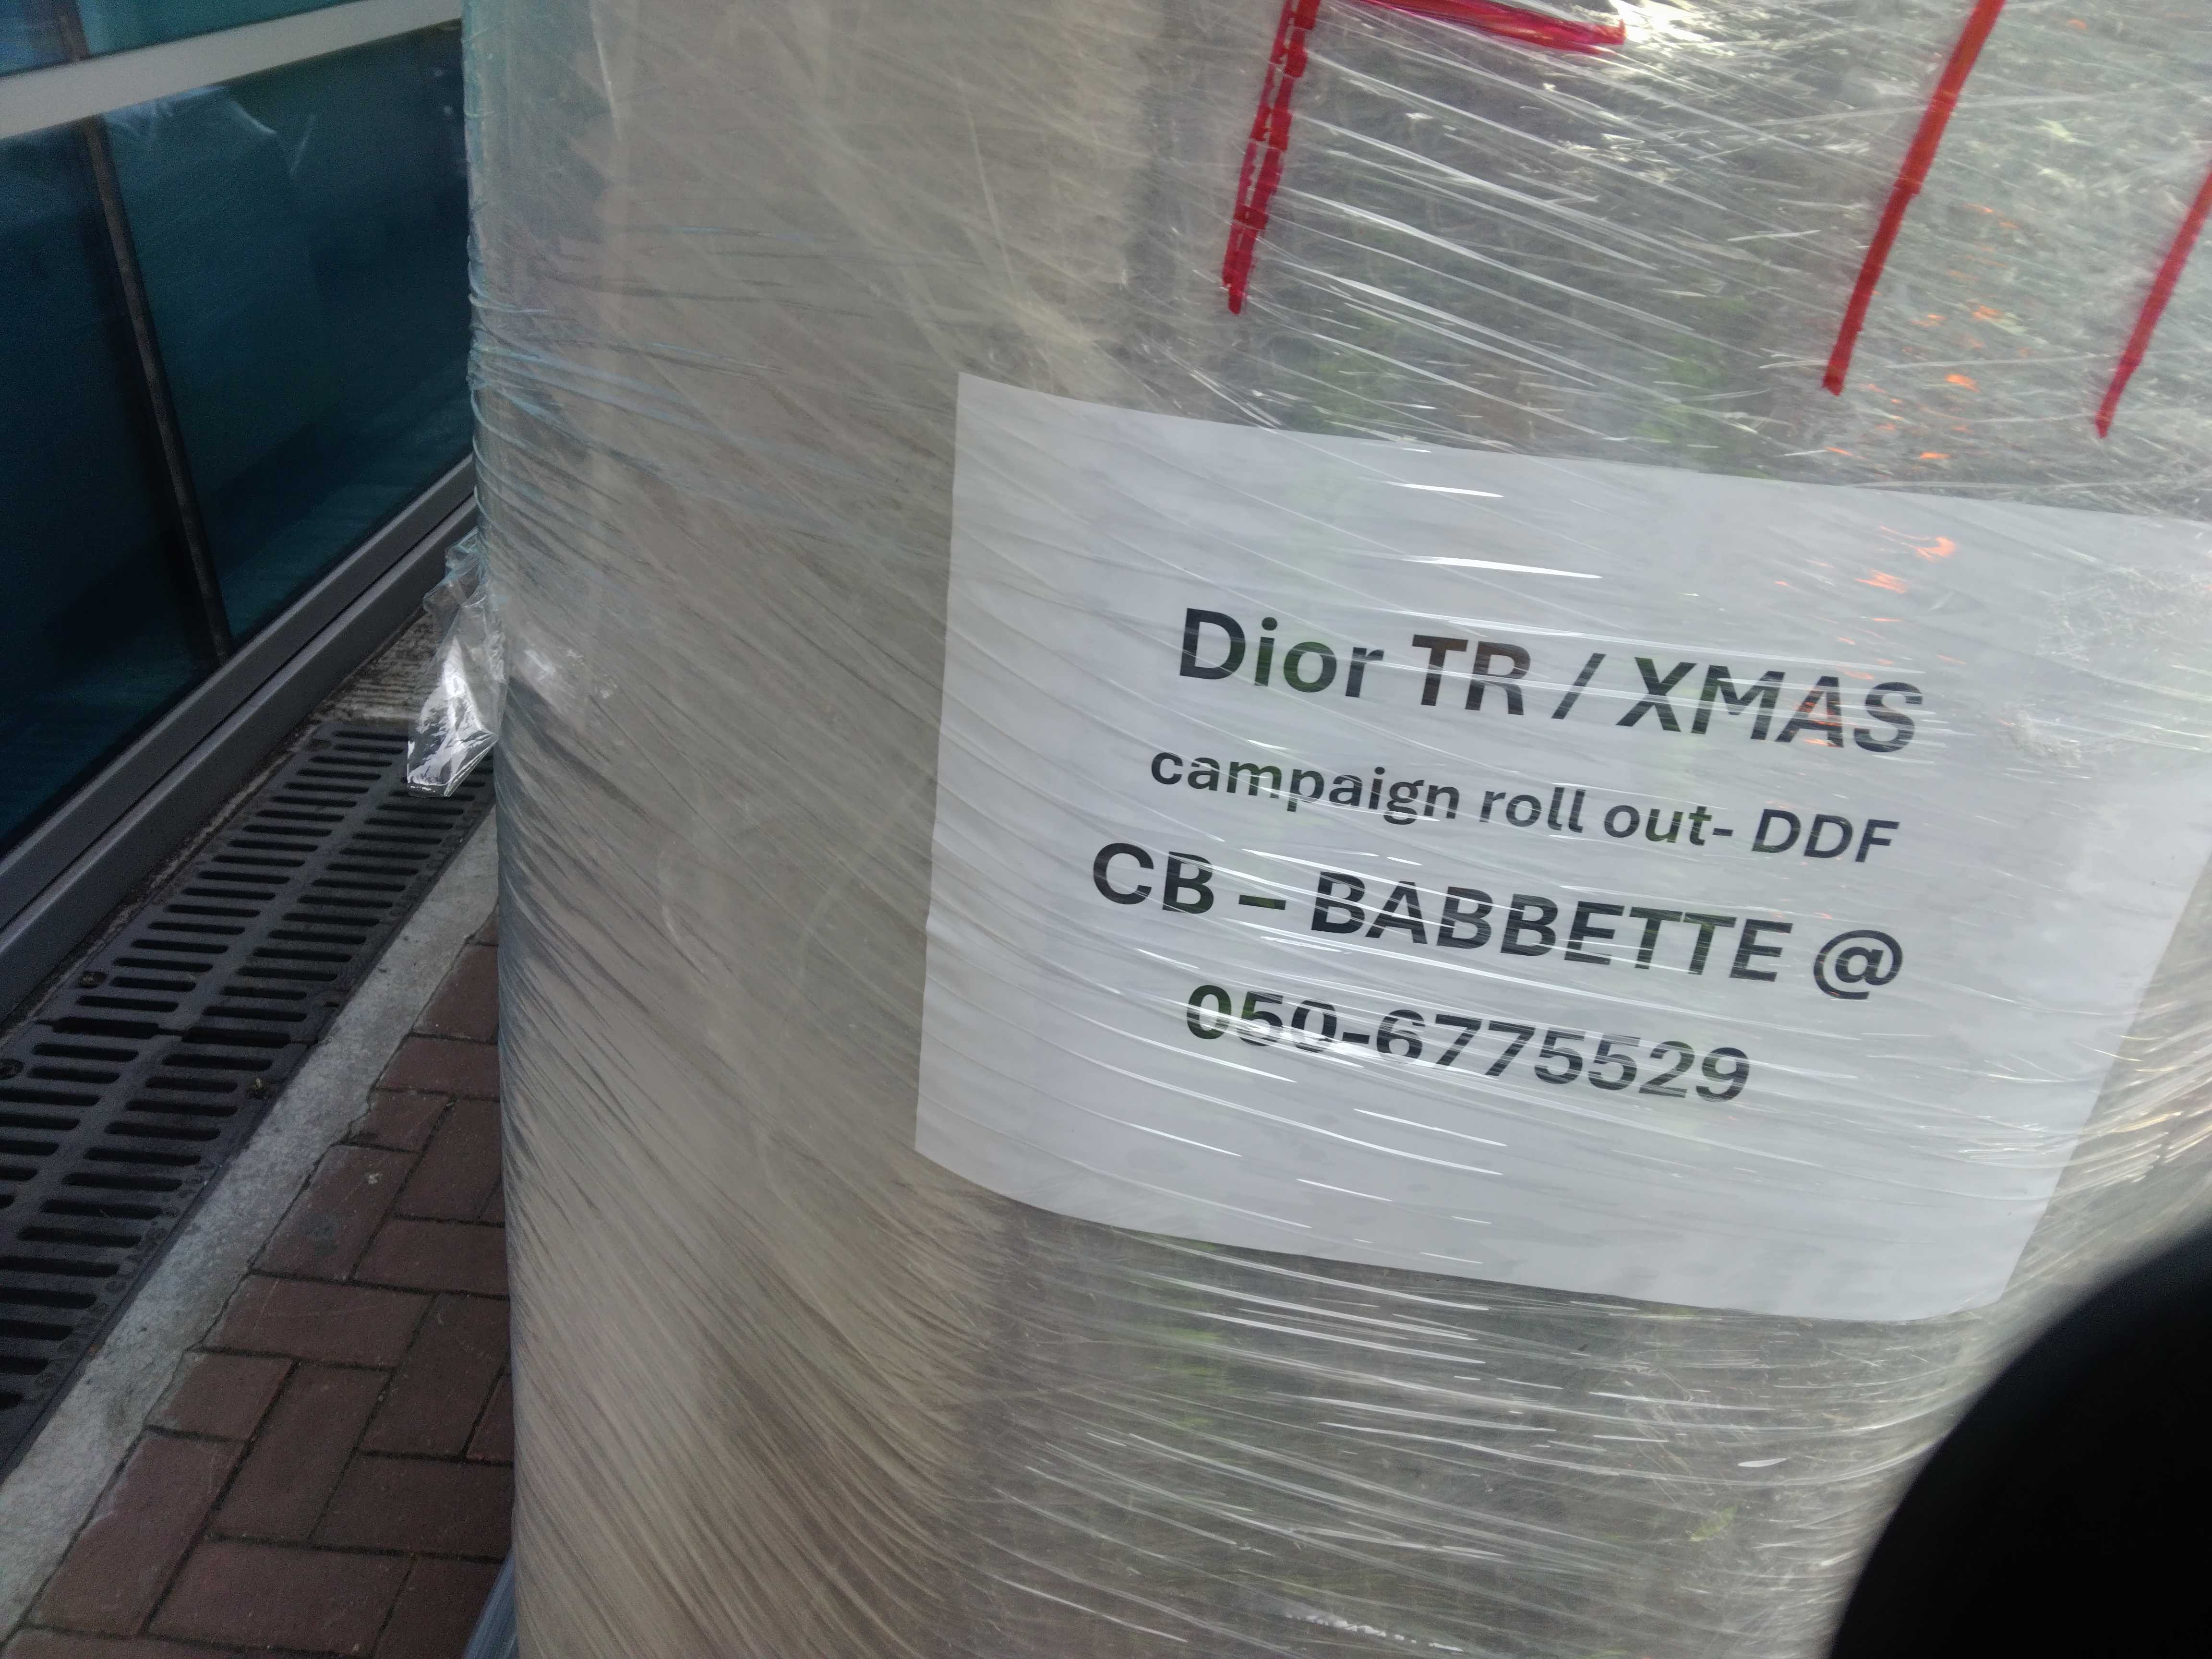 Dior TR / XMAS
campaign roll out- DDF
CB – BABBETTE @
050-6775529